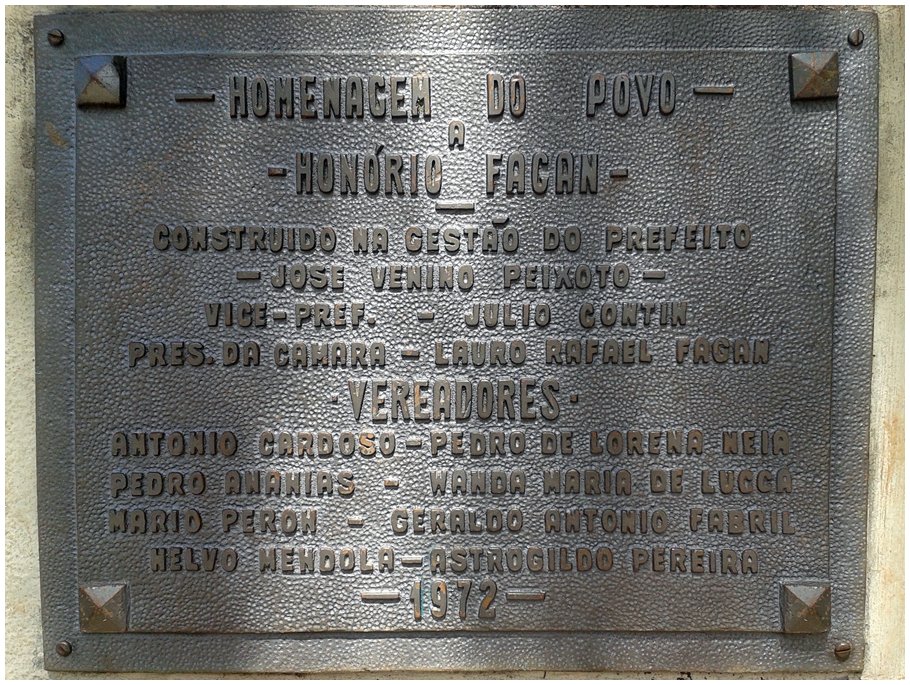 - HOMENAGEM DO POVO -
A
- HONÓRIO FAGAN -
CONSTRUIDO NA GESTÃO DO PREFEITO
- JOSE VENINO PEIXOTO -
VICE-PREF. - JULIO CONTIN
PRES. DA CAMARA - LAURO RAFAEL FAGAN
· VEREADORES ·
ANTONIO CARDOSO - PEDRO DE LORENA NEIA
PEDRO ANANIAS - WANDA MARIA DE LUCCA
MARIO PERON - GERALDO ANTONIO FABRIL
HELVO MENDOLA - ASTROGILDO PEREIRA
- 1972 -